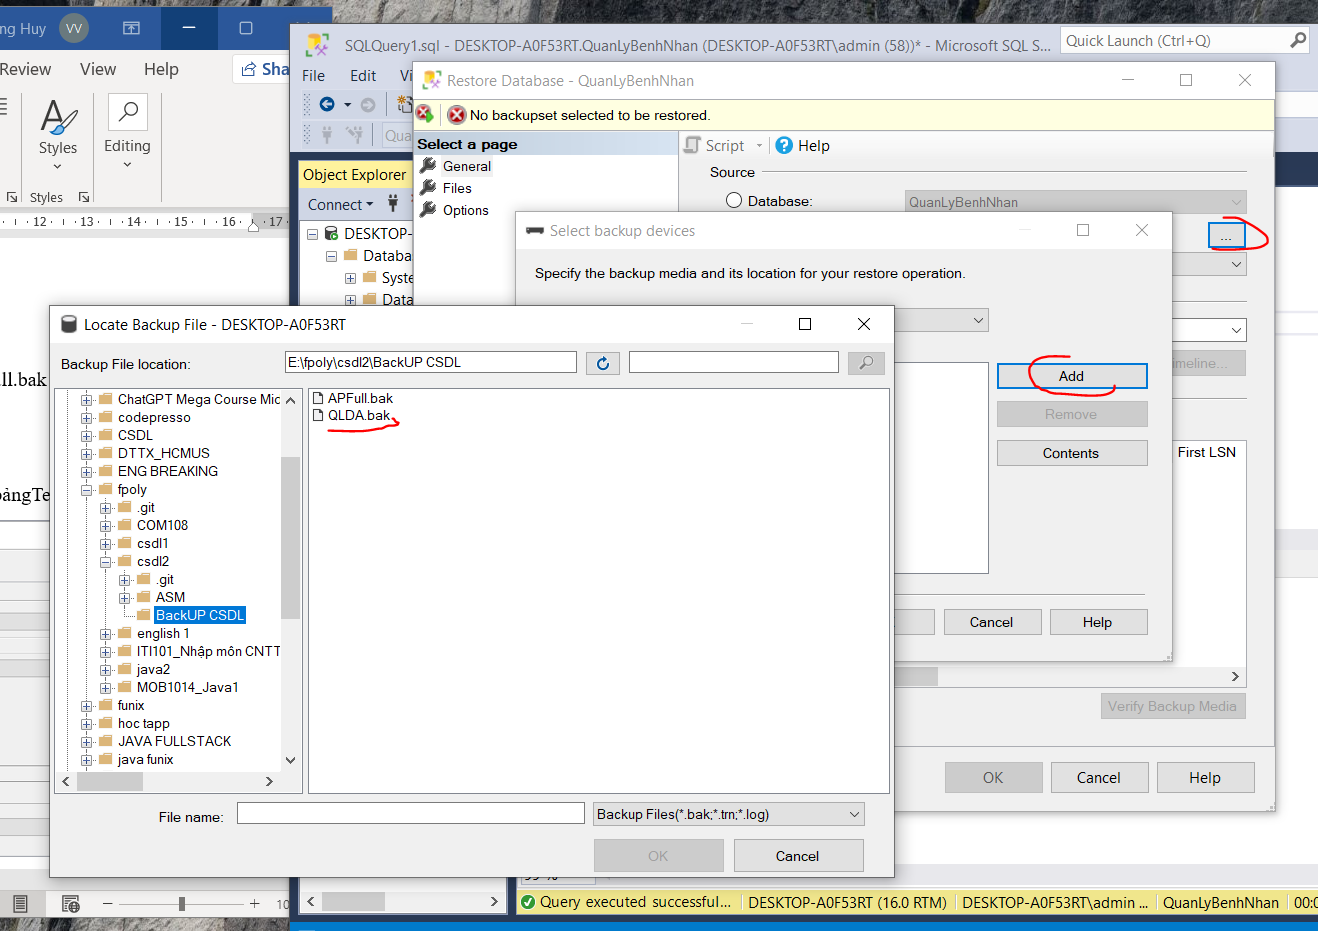 ng Huy
VV
Review
View
Help
Sha
Styles
Editing
Styles
12
13
14
15
16
17
ll.bak
SQLQuery1.sql - DESKTOP-A0F53RT.QuanLyBenhNhan (DESKTOP-A0F53RT\admin (58))* - Microsoft SQL S...
Quick Launch (Ctrl+Q)
File
Edit
Vi
Qua
Object Explorer
Connect
DESKTOP-
Databa
Syste
Data
Restore Database - QuanLyBenhNhan
No backupset selected to be restored.
Select a page
General
Files
Options
Script
Help
Source
Database:
QuanLyBenhNhan
...
Select backup devices
Specify the backup media and its location for your restore operation.
Add
Remove
Contents
Cancel
Help
imeline...
First LSN
Verify Backup Media
OK
Cancel
Help
Locate Backup File - DESKTOP-A0F53RT
Backup File location:
E:\fpoly\csdl2\BackUP CSDL
ChatGPT Mega Course Mic
codepresso
CSDL
DTTX_HCMUS
ENG BREAKING
fpoly
.git
COM108
csdl1
csdl2
.git
ASM
BackUP CSDL
english 1
ITI101_Nhập môn CNTT
java2
MOB1014_Java1
funix
hoc tapp
JAVA FULLSTACK
java funix
APFull.bak
QLDA.bak
File name:
Backup Files(*.bak;*.trn;*.log)
OK
Cancel
ảngTe
10
Query executed successful...
DESKTOP-A0F53RT (16.0 RTM)
DESKTOP-A0F53RT\admin ...
QuanLyBenhNhan
00:0